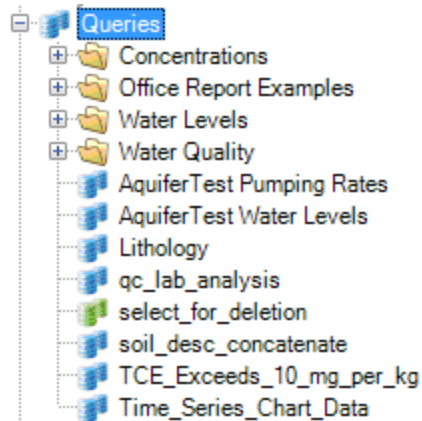 Queries
Concentrations
Office Report Examples
Water Levels
Water Quality
AquiferTest Pumping Rates
AquiferTest Water Levels
Lithology
qc_lab_analysis
select_for_deletion
soil_desc_concatenate
TCE_Exceeds_10_mg_per_kg
Time_Series_Chart_Data